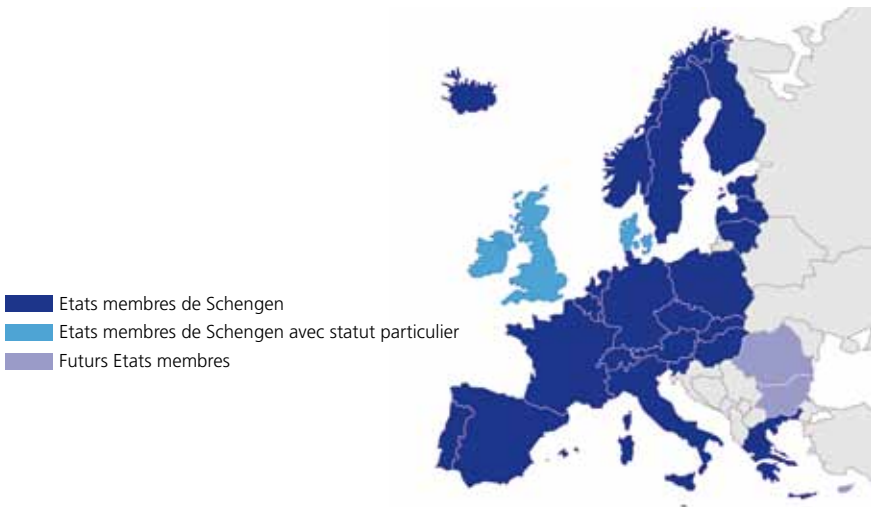 Etats membres de Schengen
Etats membres de Schengen avec statut particulier
Futurs Etats membres